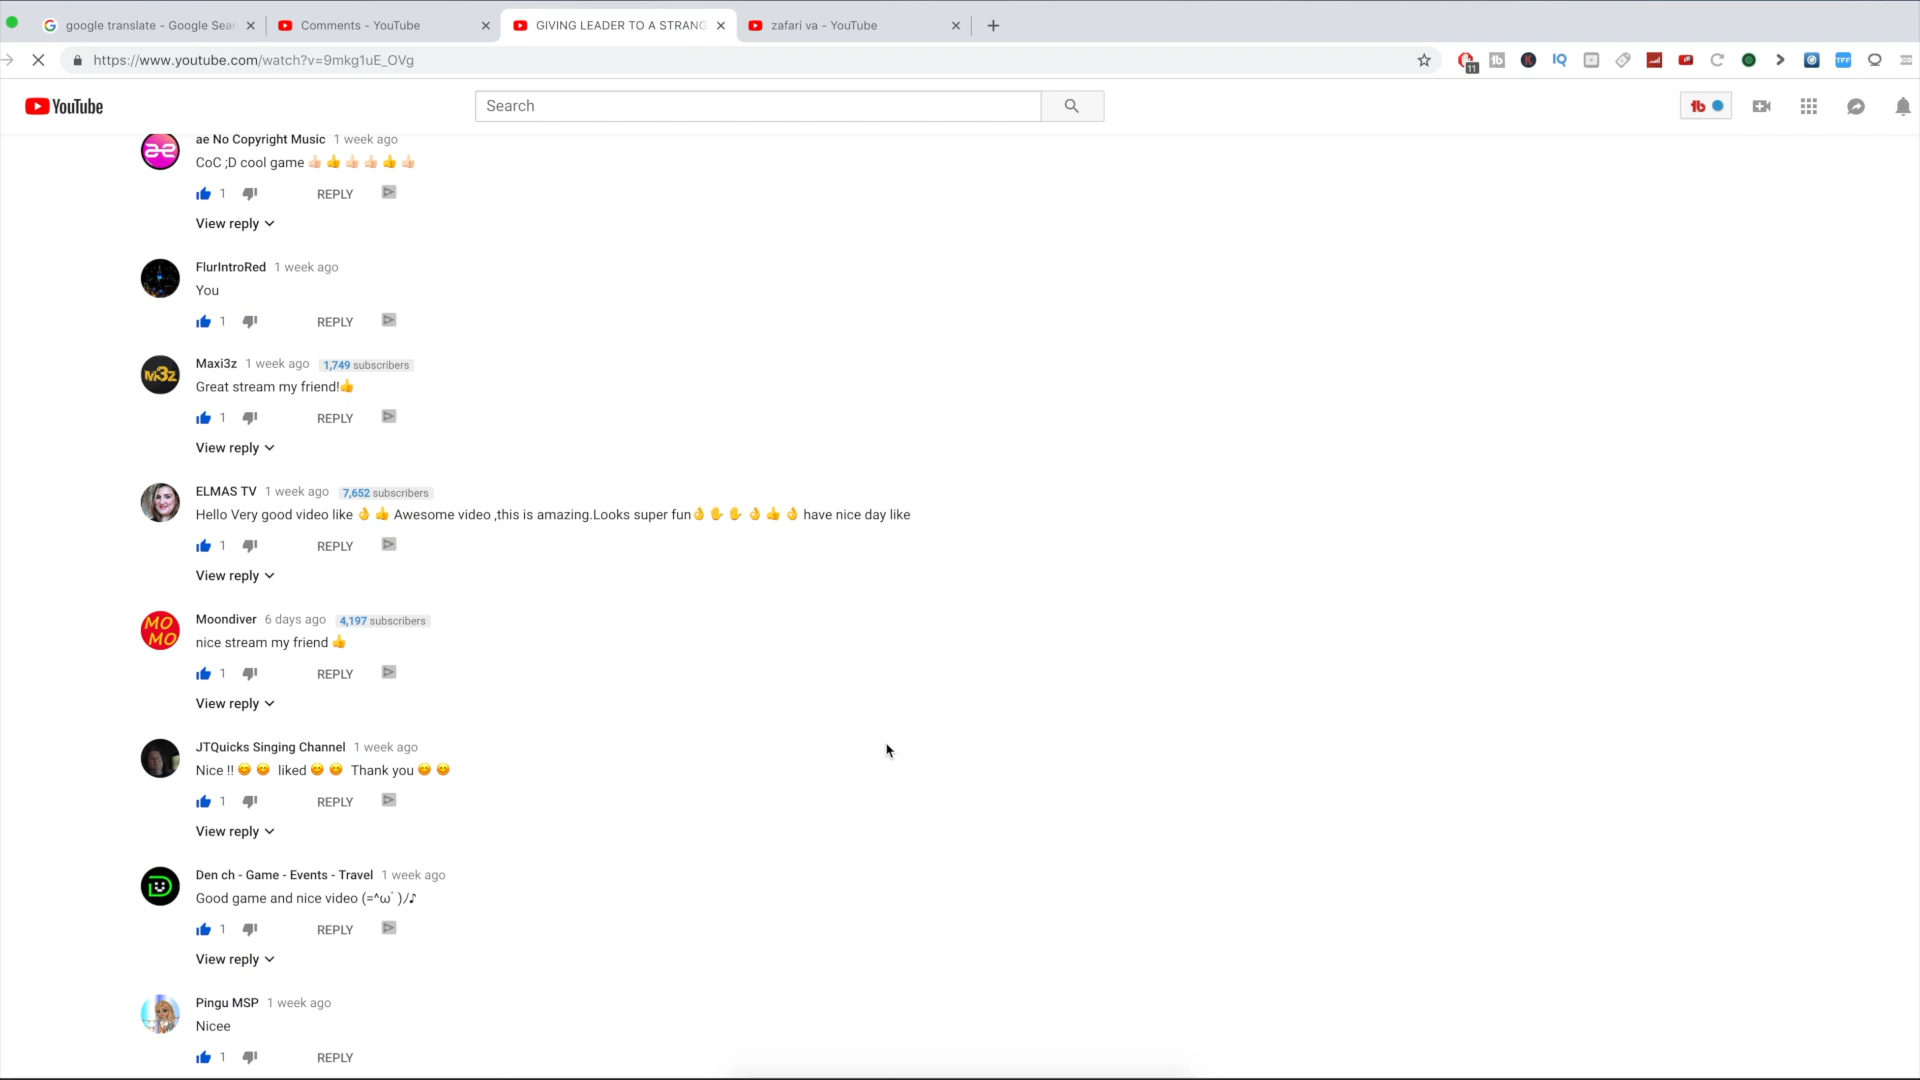 google translate - Google Sear
Comments - YouTube
GIVING LEADER TO A STRANG
zafari va - YouTube
https://www.youtube.com/watch?v=9mkg1uE_OVg
11
IQ
TFF
YouTube
Search
ae No Copyright Music 1 week ago
CoC ;D cool game 👍🏻👍👍🏻👍🏻👍👍🏻
1 REPLY
View reply
FlurIntroRed 1 week ago
You
1 REPLY
Maxi3z 1 week ago 1,749 subscribers
Great stream my friend!👍
1 REPLY
View reply
ELMAS TV 1 week ago 7,652 subscribers
Hello Very good video like 👌 👍 Awesome video ,this is amazing.Looks super fun👌 ✋ ✋ 👌 👍 👌 have nice day like
1 REPLY
View reply
MO
MO
Moondiver 6 days ago 4,197 subscribers
nice stream my friend 👍
1 REPLY
View reply
JTQuicks Singing Channel 1 week ago
Nice !! 😊 😊 liked 😊 😊 Thank you 😊 😊
1 REPLY
View reply
Den ch - Game - Events - Travel 1 week ago
Good game and nice video (=^ω^)/♪
1 REPLY
View reply
Pingu MSP 1 week ago
Nicee
1 REPLY